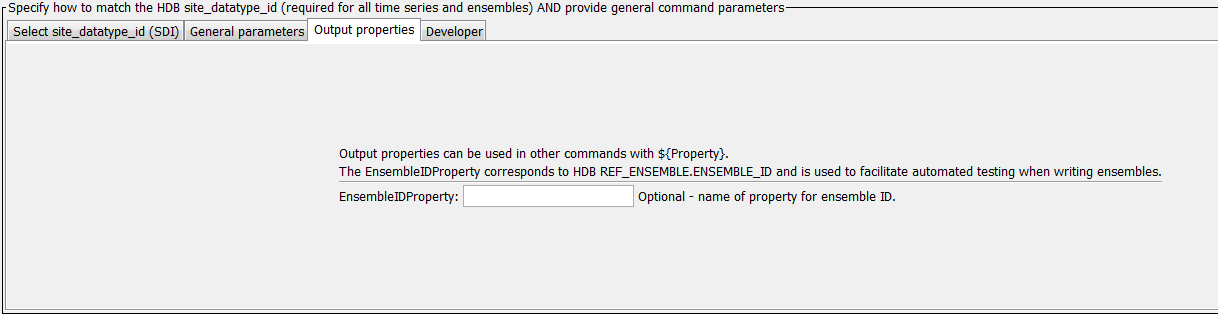 Specify how to match the HDB site_datatype_id (required for all time series and ensembles) AND provide general command parameters
Select site_datatype_id (SDI) General parameters Output properties Developer
Output properties can be used in other commands with ${Property}.
The EnsembleIDProperty corresponds to HDB REF_ENSEMBLE.ENSEMBLE_ID and is used to facilitate automated testing when writing ensembles.
EnsembleIDProperty: Optional - name of property for ensemble ID.